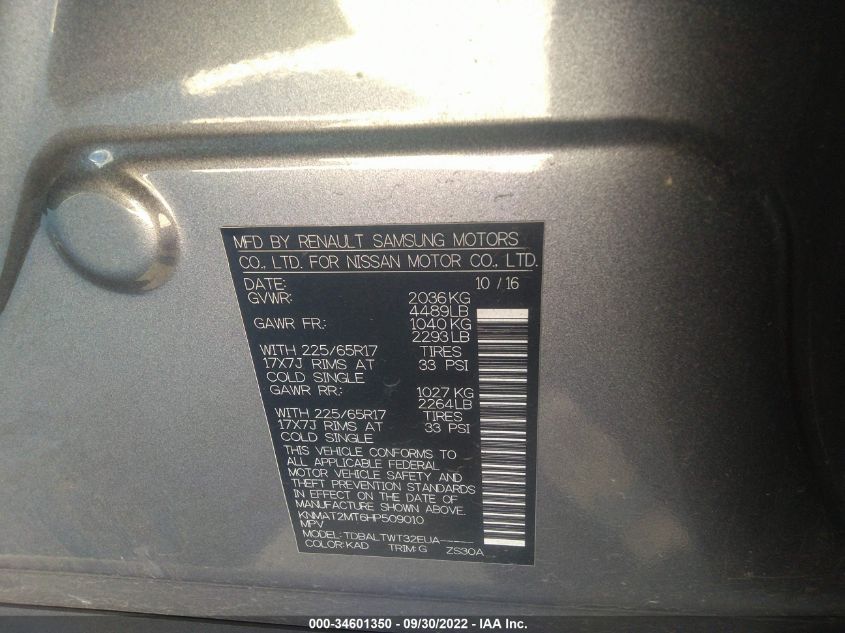 MFD BY RENAULT SAMSUNG MOTORS
CO., LTD. FOR NISSAN MOTOR CO., LTD.
DATE: 10 / 16
GVWR: 2036 KG
4489LB
GAWR FR: 1040 KG
2293LB
WITH 225/65R17 TIRES
17X7J RIMS AT 33 PSI
COLD SINGLE
GAWR RR: 1027 KG
2264LB
WITH 225/65R17 TIRES
17X7J RIMS AT 33 PSI
COLD SINGLE
THIS VEHICLE CONFORMS TO
ALL APPLICABLE FEDERAL
MOTOR VEHICLE SAFETY AND
THEFT PREVENTION STANDARDS
IN EFFECT ON THE DATE OF
MANUFACTURE SHOWN ABOVE.
KNMAT2MT6HP509010
MPV
MODEL: TDBALTWT32EUA-----
COLOR: KAD TRIM: G ZS30A
000-34601350 - 09/30/2022 - IAA Inc.